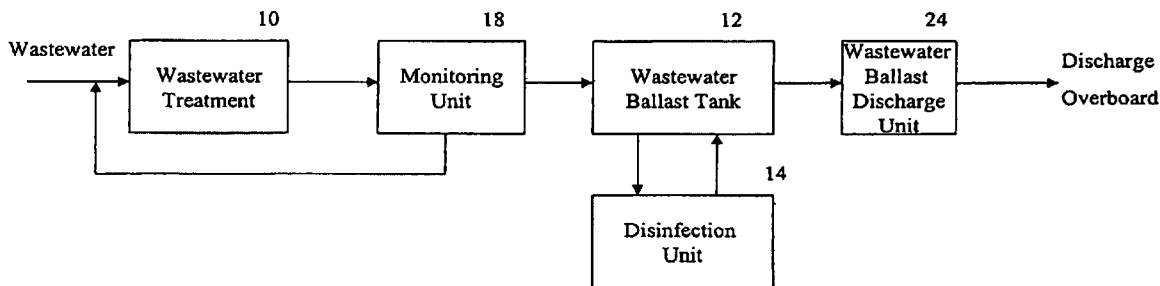 10
18
12
24
Wastewater
Wastewater
Treatment
Monitoring
Unit
Wastewater
Ballast Tank
Wastewater
Ballast
Discharge
Unit
Discharge
Overboard
14
Disinfection
Unit